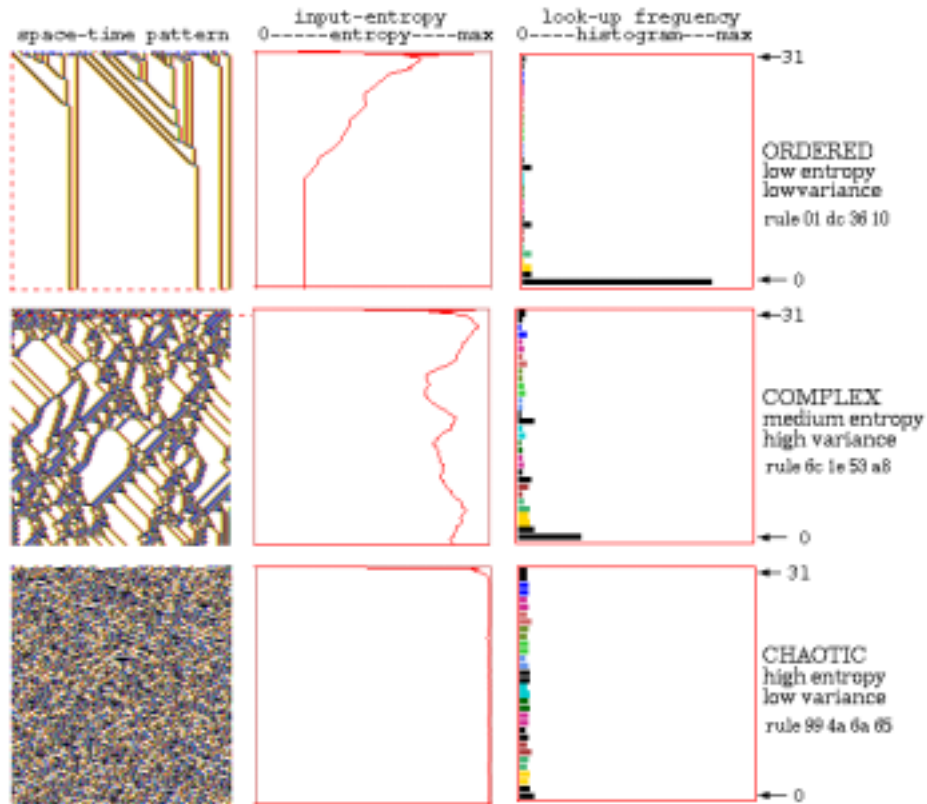 input-entropy look-up freguency
space-time pattern 0-----entropy----max 0----histogram---max
31
ORDERED
low entropy
lowvariance
rule 01 dc 36 10
0
31
COMPLEX
medium entropy
high variance
rule 6c 1e 53 a8
0
31
CHAOTIC
high entropy
low variance
rule 99 4a 6a 65
0